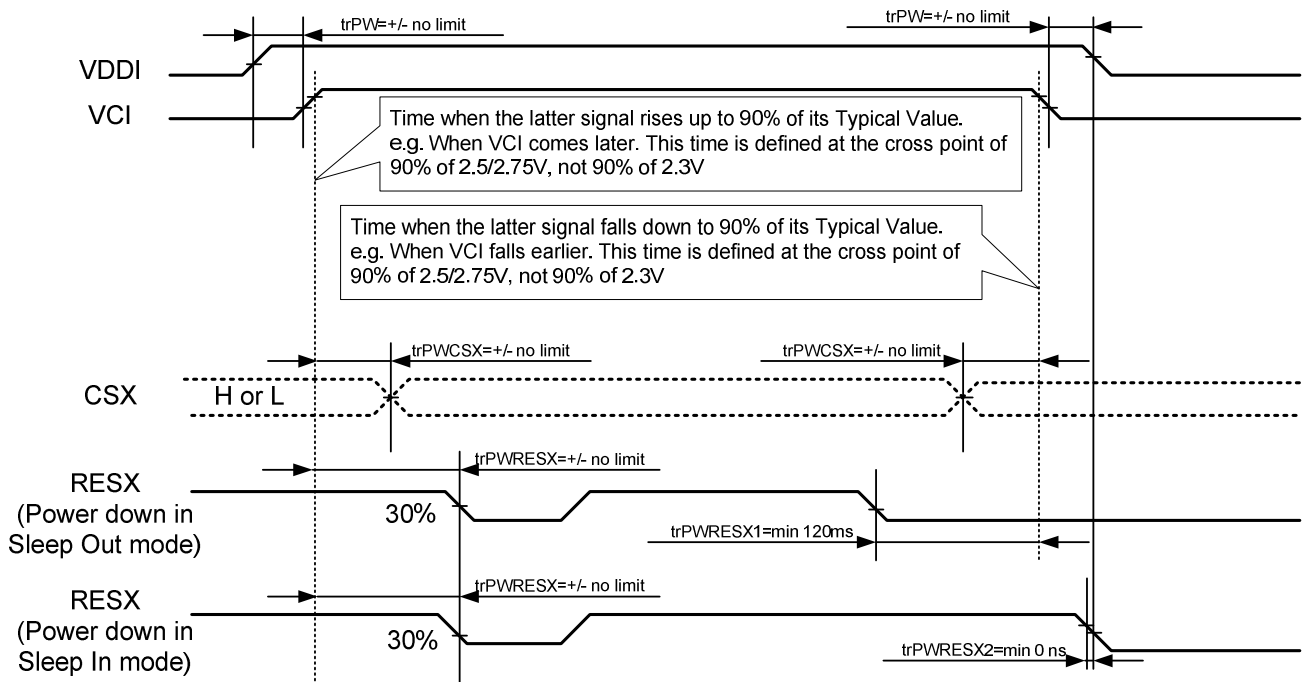 trPW=+/- no limit
trPW=+/- no limit
VDDI
VCI
Time when the latter signal rises up to 90% of its Typical Value.
e.g. When VCI comes later. This time is defined at the cross point of
90% of 2.5/2.75V, not 90% of 2.3V
Time when the latter signal falls down to 90% of its Typical Value.
e.g. When VCI falls earlier. This time is defined at the cross point of
90% of 2.5/2.75V, not 90% of 2.3V
trPWCSX=+/- no limit
trPWCSX=+/- no limit
CSX
H or L
trPWRESX=+/- no limit
RESX
(Power down in
Sleep Out mode)
30%
trPWRESX1=min 120ms
trPWRESX=+/- no limit
RESX
(Power down in
Sleep In mode)
30%
trPWRESX2=min 0 ns